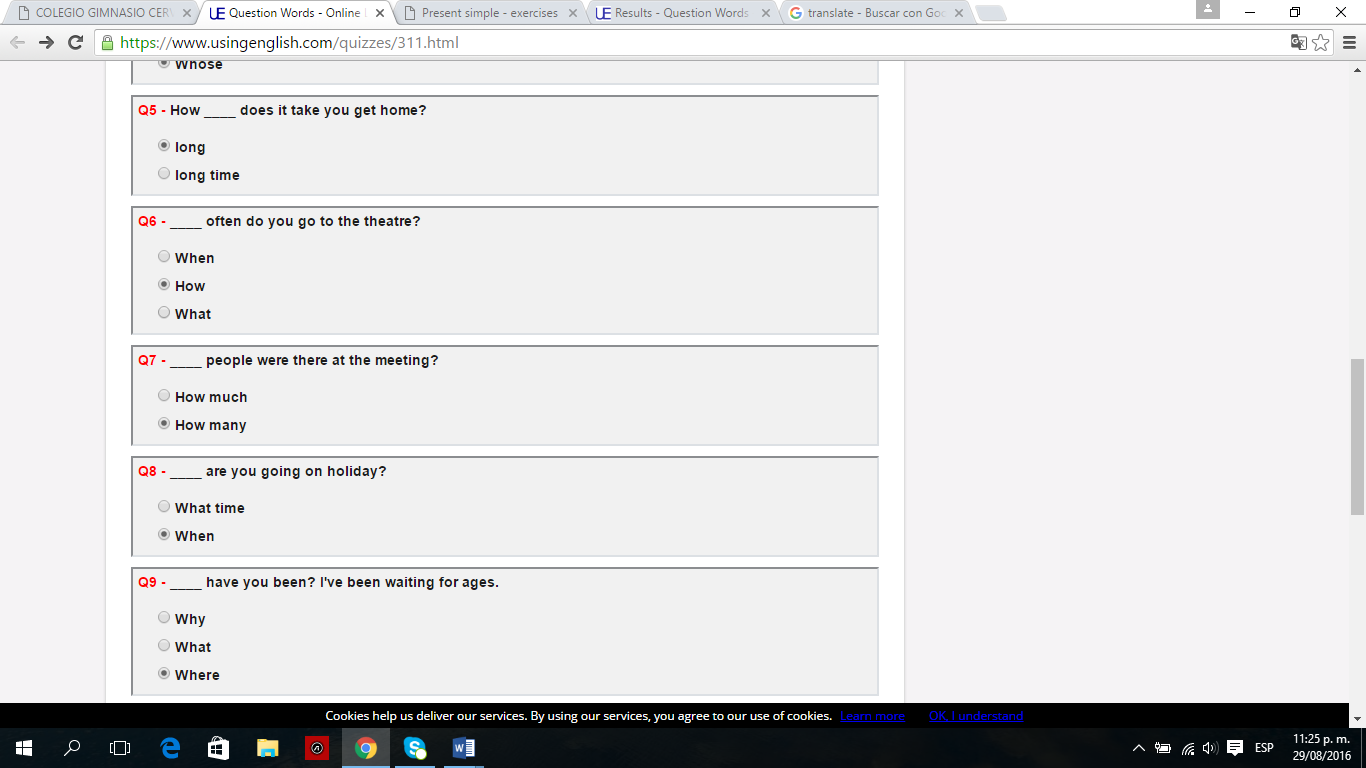 COLEGIO GIMNASIO CER
Question Words - Online
Present simple - exercises
Results - Question Words
translate - Buscar con Goo
https://www.usingenglish.com/quizzes/311.html
Whose
Q5 - How ____ does it take you get home?
long
long time
Q6 - ____ often do you go to the theatre?
When
How
What
Q7 - ____ people were there at the meeting?
How much
How many
Q8 - ____ are you going on holiday?
What time
When
Q9 - ____ have you been? I've been waiting for ages.
Why
What
Where
Cookies help us deliver our services. By using our services, you agree to our use of cookies. Learn more OK, I understand
ESP
11:25 p. m.
29/08/2016